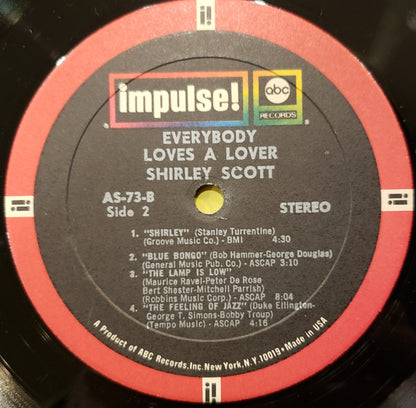 impulse!
abc
RECORDS
EVERYBODY
LOVES A LOVER
SHIRLEY SCOTT
AS-73-B
Side 2
STEREO
1. "SHIRLEY" (Stanley Turrentine)
(Groove Music Co.) - BMI 4:30
2. "BLUE BONGO" (Bob Hammer-George Douglas)
(General Music Pub. Co.) - ASCAP 3:10
3. "THE LAMP IS LOW"
(Maurice Ravel-Peter De Rose
Bert Shester-Mitchell Parrish)
(Robbins Music Corp.) - ASCAP 8:04
4. "THE FEELING OF JAZZ" (Duke Ellington-
George T. Simons-Bobby Troup)
(Tempo Music) - ASCAP 4:16
A Product of ABC Records, Inc. New York, N.Y. 10019 • Made in USA
i!
i!
i!
i!